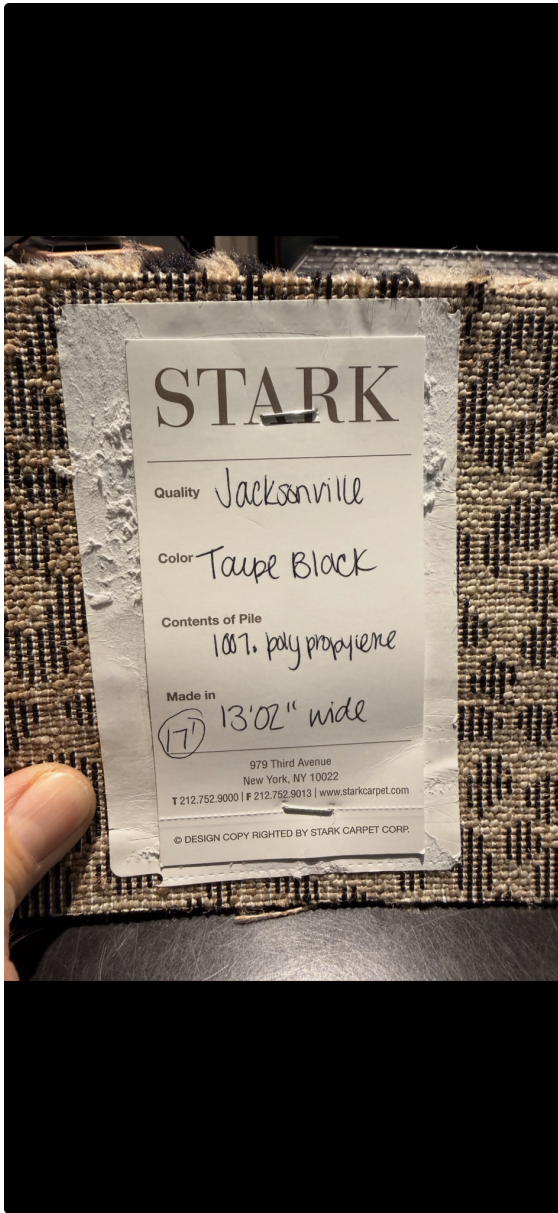 STARK
Quality Jacksonville
Color Taupe Black
Contents of Pile
100% polypropylene
Made in
13'02" wide
17'
979 Third Avenue
New York, NY 10022
T 212.752.9000 | F 212.752.9013 | www.starkcarpet.com
© DESIGN COPY RIGHTED BY STARK CARPET CORP.